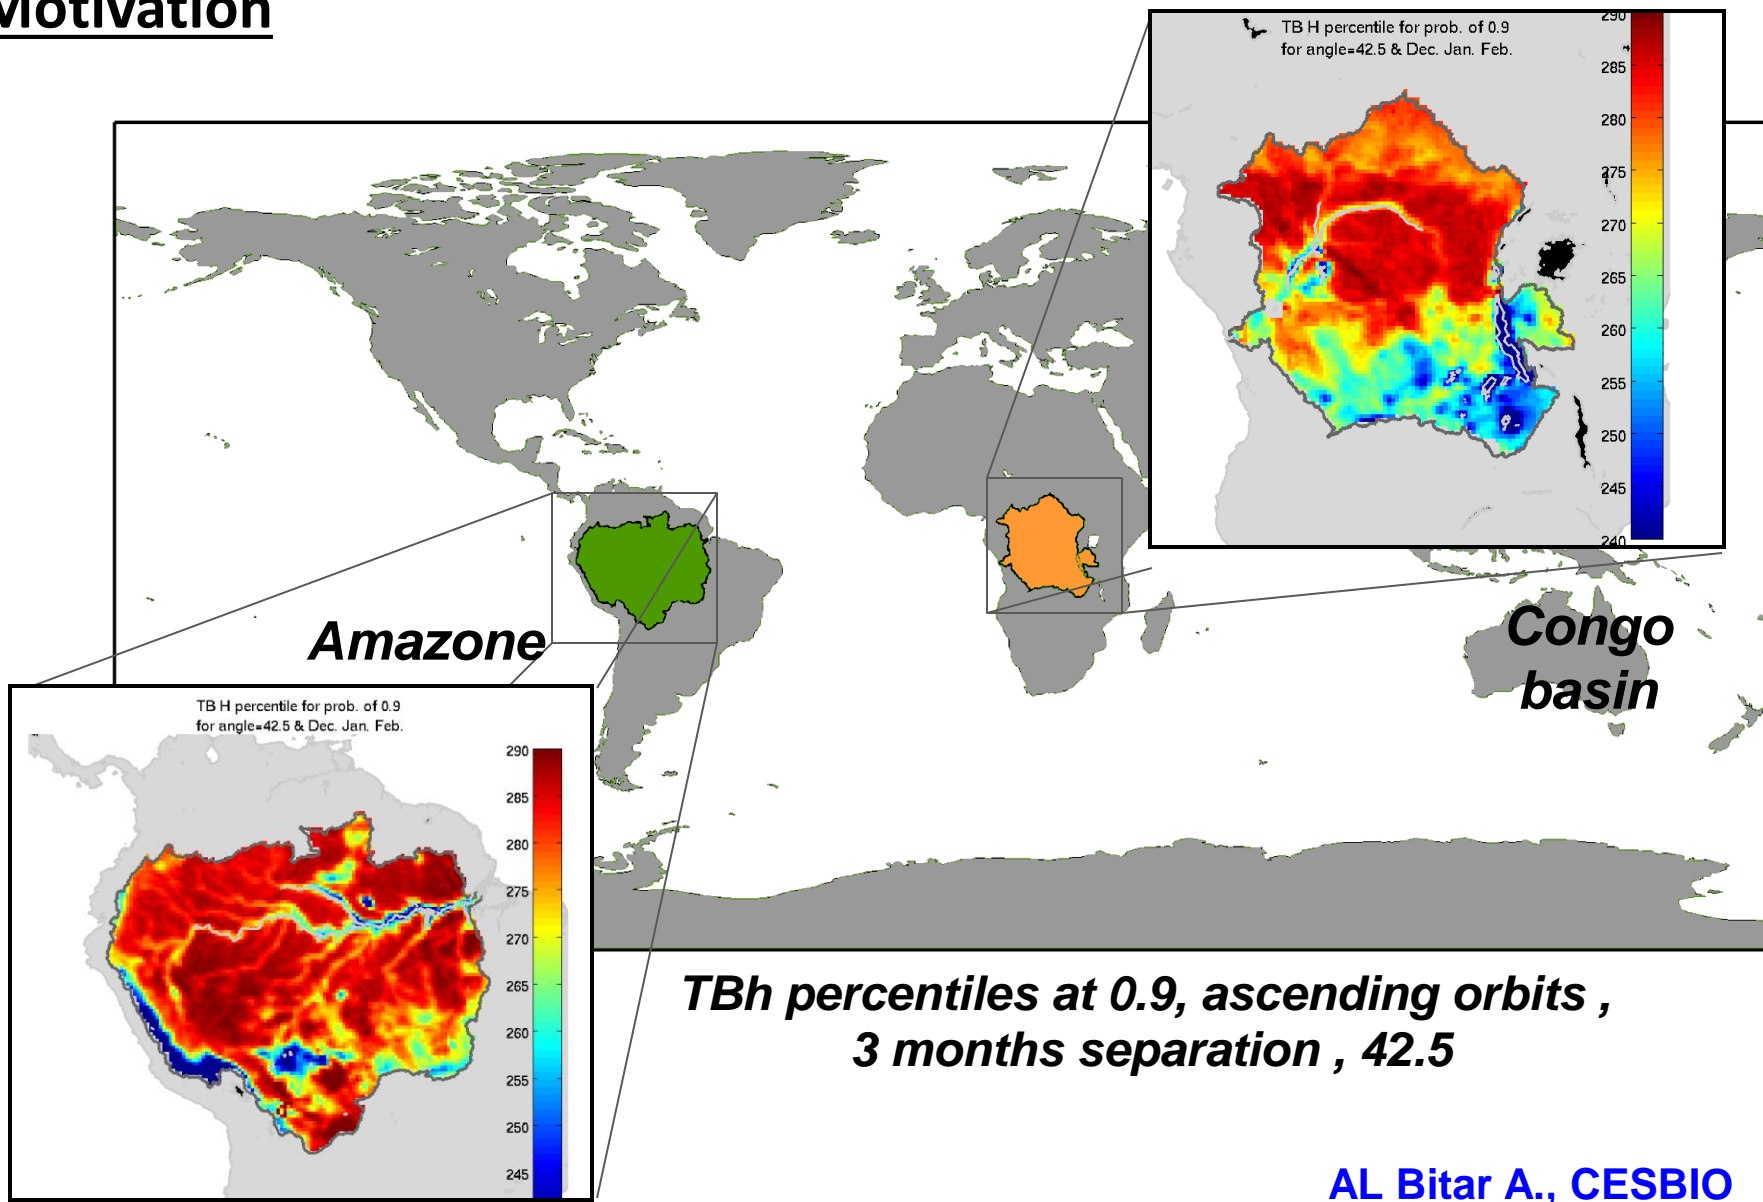 Motivation
TB H percentile for prob. of 0.9
for angle=42.5 & Dec. Jan. Feb.
290
285
280
275
270
265
260
255
250
245
240
Amazone
Congo
basin
TB H percentile for prob. of 0.9
for angle=42.5 & Dec. Jan. Feb.
290
285
280
275
270
265
260
255
250
245
TBh percentiles at 0.9, ascending orbits ,
3 months separation , 42.5
AL Bitar A., CESBIO